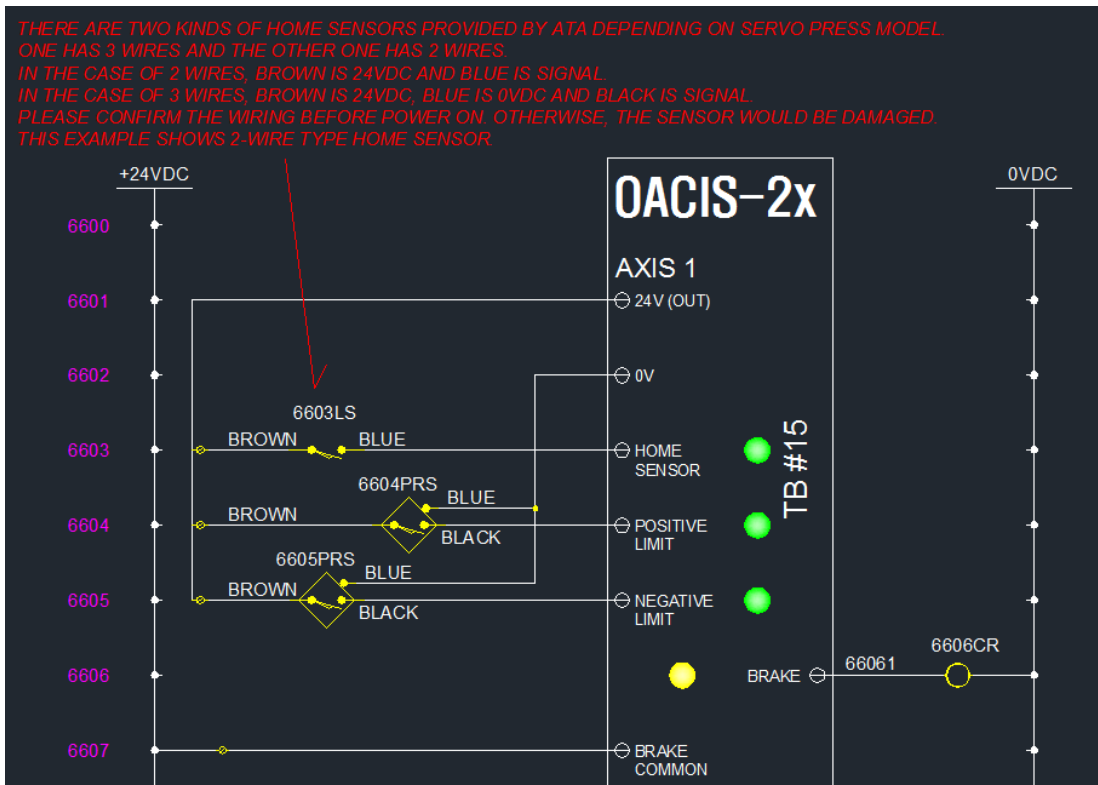 THERE ARE TWO KINDS OF HOME SENSORS PROVIDED BY ATA DEPENDING ON SERVO PRESS MODEL.
ONE HAS 3 WIRES AND THE OTHER ONE HAS 2 WIRES.
IN THE CASE OF 2 WIRES, BROWN IS 24VDC AND BLUE IS SIGNAL.
IN THE CASE OF 3 WIRES, BROWN IS 24VDC, BLUE IS 0VDC AND BLACK IS SIGNAL.
PLEASE CONFIRM THE WIRING BEFORE POWER ON. OTHERWISE, THE SENSOR WOULD BE DAMAGED.
THIS EXAMPLE SHOWS 2-WIRE TYPE HOME SENSOR.
+24VDC
0VDC
OACIS-2x
6600
AXIS 1
6601
24V (OUT)
6602
0V
6603LS
6603
BROWN
BLUE
HOME
SENSOR
TB #15
6604PRS
BLUE
6604
BROWN
BLACK
POSITIVE
LIMIT
6605PRS
BLUE
6605
BROWN
BLACK
NEGATIVE
LIMIT
6606CR
6606
BRAKE
66061
6607
BRAKE
COMMON